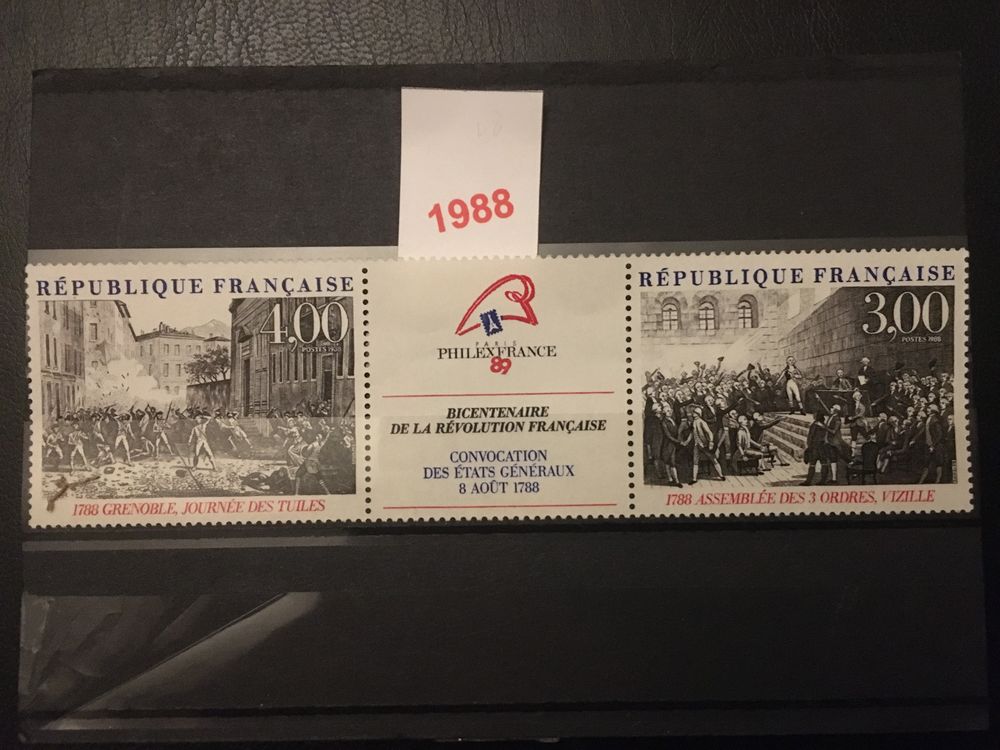 1988
RÉPUBLIQUE FRANÇAISE
4,00
POSTES 1988
1788 GRENOBLE, JOURNÉE DES TUILES
PARIS
PHILEXFRANCE
89
BICENTENAIRE
DE LA RÉVOLUTION FRANÇAISE
CONVOCATION
DES ÉTATS GÉNÉRAUX
8 AOÛT 1788
RÉPUBLIQUE FRANÇAISE
3,00
POSTES 1988
1788 ASSEMBLÉE DES 3 ORDRES, VIZILLE